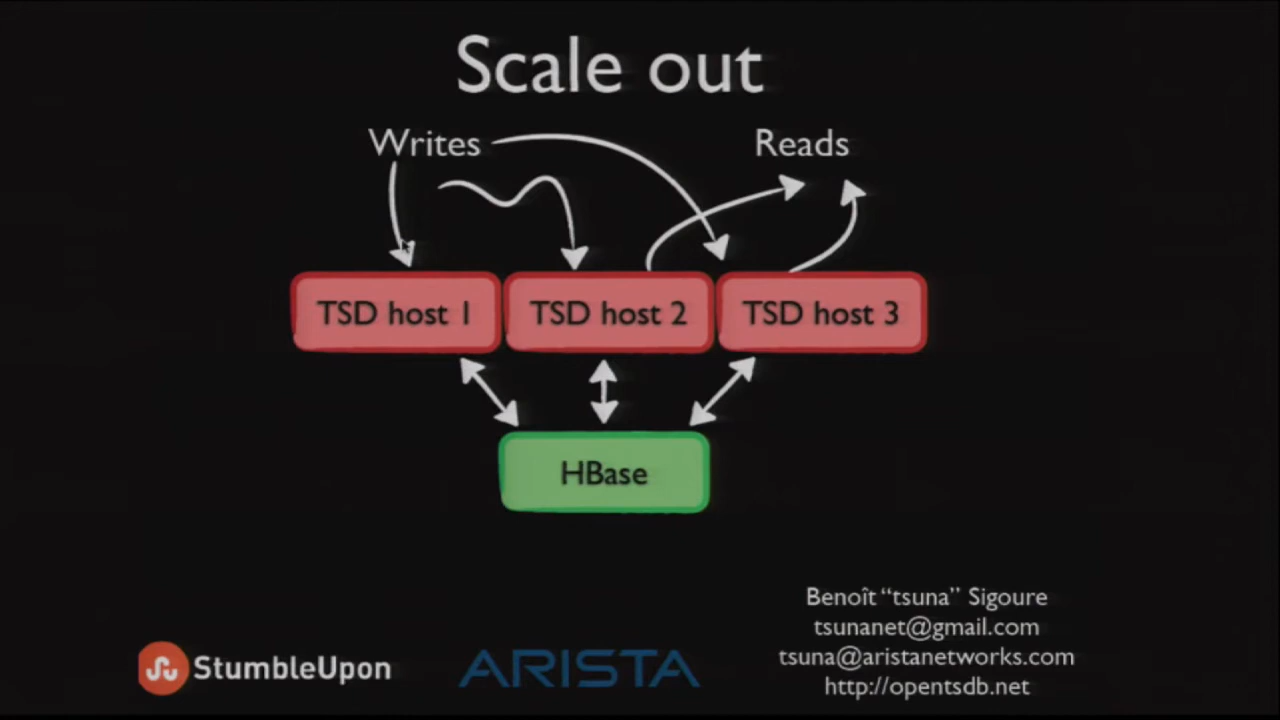 Scale out
Writes
Reads
TSD host 1
TSD host 2
TSD host 3
HBase
Benoît “tsuna” Sigoure
tsunanet@gmail.com
tsuna@aristanetworks.com
http://opentsdb.net
StumbleUpon
ARISTA